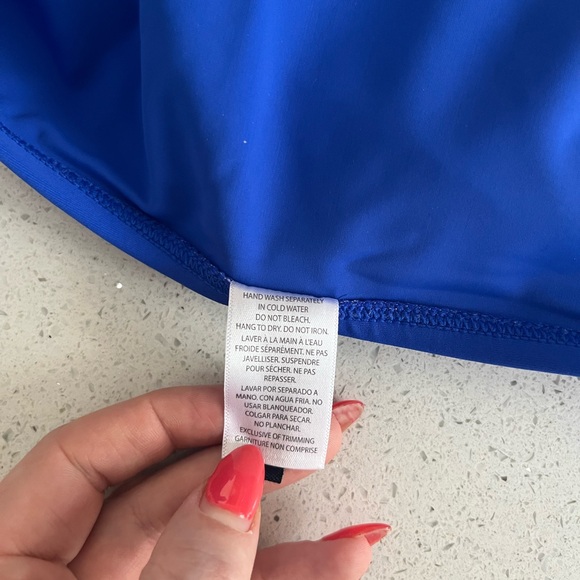 HAND WASH SEPARATELY
IN COLD WATER
DO NOT BLEACH.
HANG TO DRY. DO NOT IRON.
LAVER À LA MAIN À L'EAU
FROIDE SÉPARÉMENT. NE PAS
JAVELLISER. SUSPENDRE
POUR SÉCHER. NE PAS
REPASSER.
LAVAR POR SEPARADO A
MANO. CON AGUA FRIA. NO
USAR BLANQUEADOR.
COLGAR PARA SECAR.
NO PLANCHAR.
EXCLUSIVE OF TRIMMING
GARNITURE NON COMPRISE